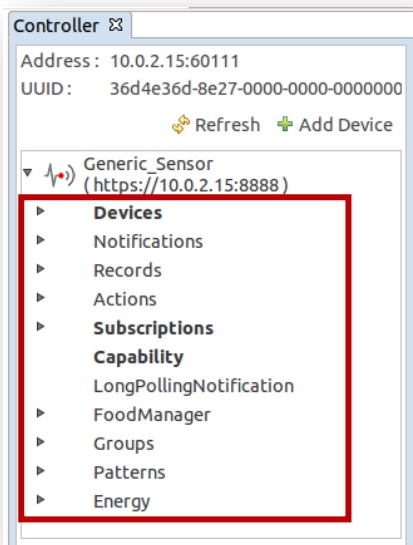 Controller
Address : 10.0.2.15:60111
UUID : 36d4e36d-8e27-0000-0000-0000000
Refresh Add Device
Generic_Sensor
( https://10.0.2.15:8888 )
Devices
Notifications
Records
Actions
Subscriptions
Capability
LongPollingNotification
FoodManager
Groups
Patterns
Energy